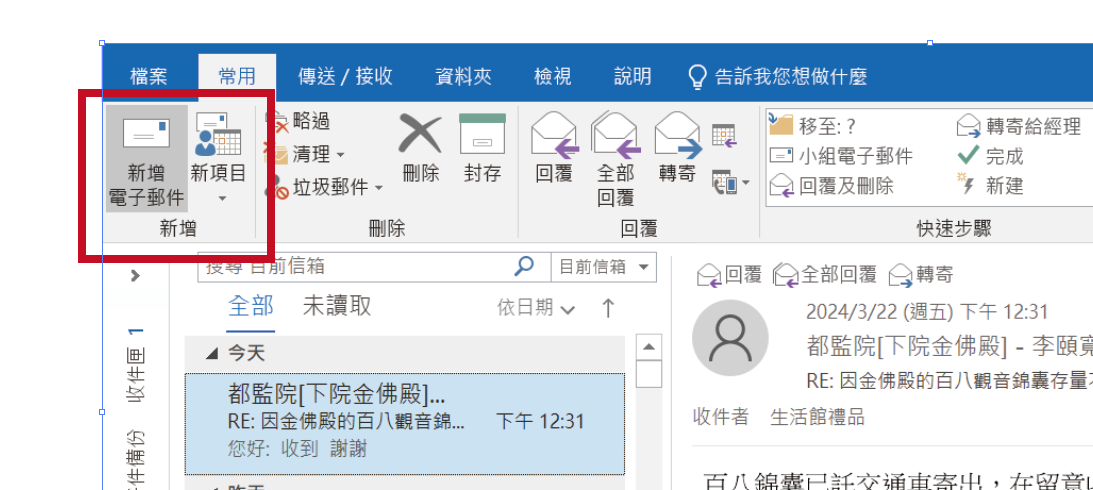 檔案 常用 傳送 / 接收 資料夾 檢視 說明 告訴我您想做什麼
新增
電子郵件
新項目
新增
略過
清理
垃圾郵件
刪除
封存
刪除
回覆
全部
回覆
轉寄
回覆
移至: ?
小組電子郵件
回覆及刪除
轉寄給經理
完成
新建
快速步驟
搜尋 目前信箱
目前信箱
全部 未讀取 依日期
今天
都監院[下院金佛殿]...
RE: 因金佛殿的百八觀音錦... 下午 12:31
您好: 收到 謝謝
昨天
收件匣 1
件備份
回覆 全部回覆 轉寄
2024/3/22 (週五) 下午 12:31
都監院[下院金佛殿] - 李頤寬
RE: 因金佛殿的百八觀音錦囊存量不
收件者 生活館禮品
百八錦囊已託交通車寄出，在留意收